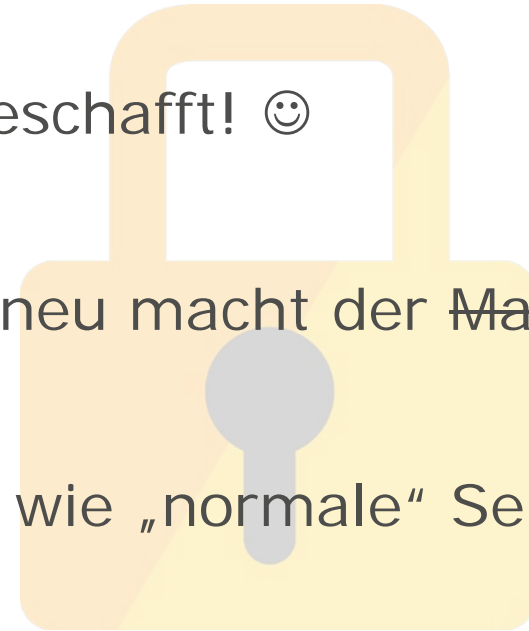 eschafft! ☺
neu macht der Ma
wie „normale“ Se